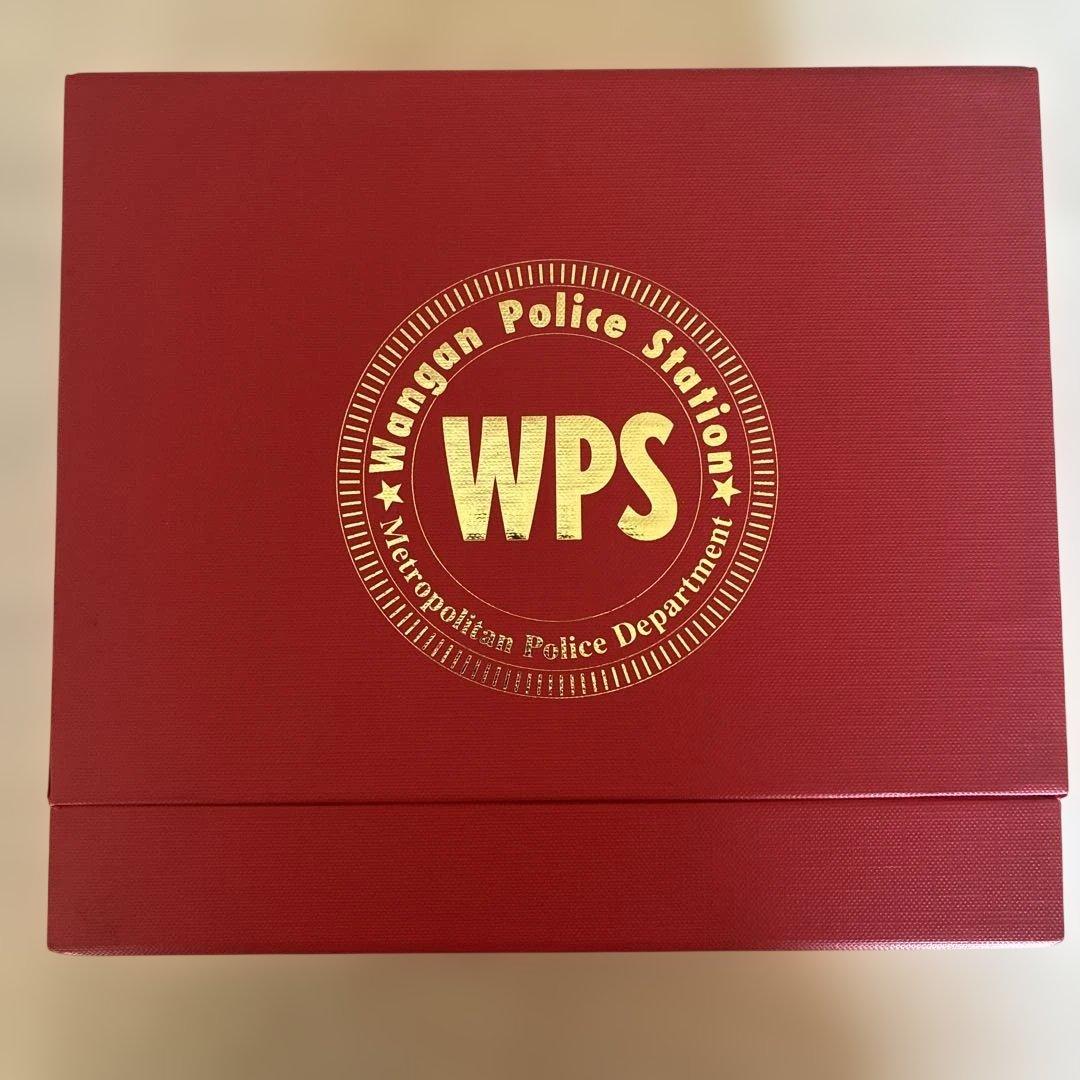 Wangan Police Station
WPS
★ Metropolitan Police Department ★